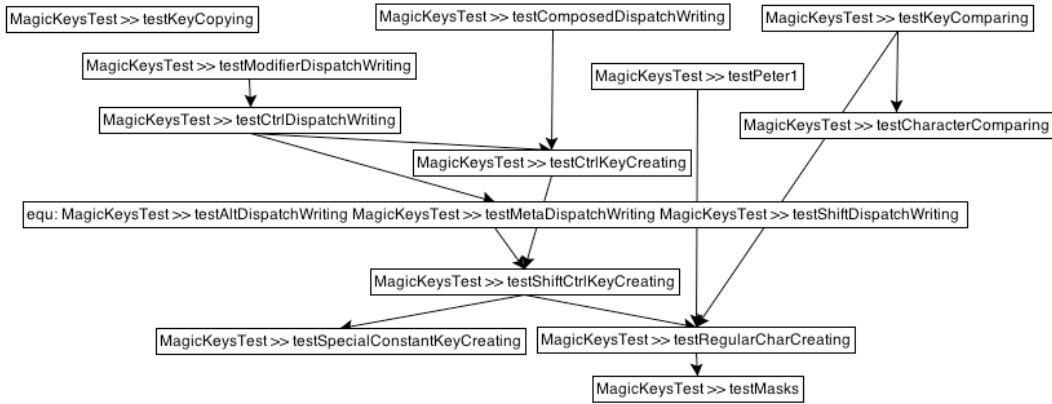 MagicKeysTest >> testKeyCopying
MagicKeysTest >> testComposedDispatchWriting
MagicKeysTest >> testKeyComparing
MagicKeysTest >> testModifierDispatchWriting
MagicKeysTest >> testPeter1
MagicKeysTest >> testCtrlDispatchWriting
MagicKeysTest >> testCharacterComparing
MagicKeysTest >> testCtrlKeyCreating
equ: MagicKeysTest >> testAltDispatchWriting MagicKeysTest >> testMetaDispatchWriting MagicKeysTest >> testShiftDispatchWriting
MagicKeysTest >> testShiftCtrlKeyCreating
MagicKeysTest >> testSpecialConstantKeyCreating
MagicKeysTest >> testRegularCharCreating
MagicKeysTest >> testMasks